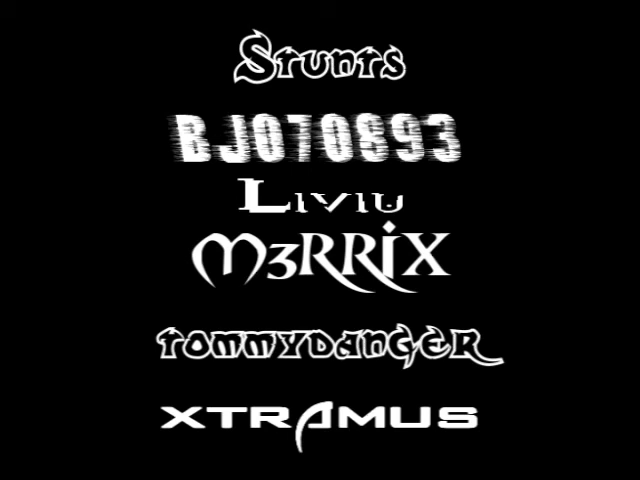 Stunts
BJ070893
Liviu
M3RRiX
TOMMYDANGER
XTRAMUS